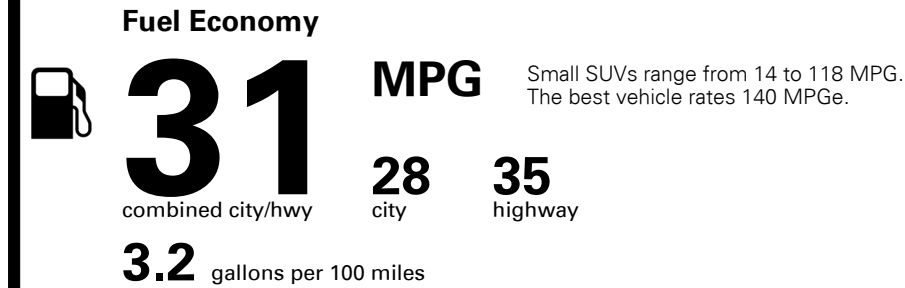 Fuel Economy
31 MPG
Small SUVs range from 14 to 118 MPG.
The best vehicle rates 140 MPGe.
combined city/hwy
28
city
35
highway
3.2 gallons per 100 miles